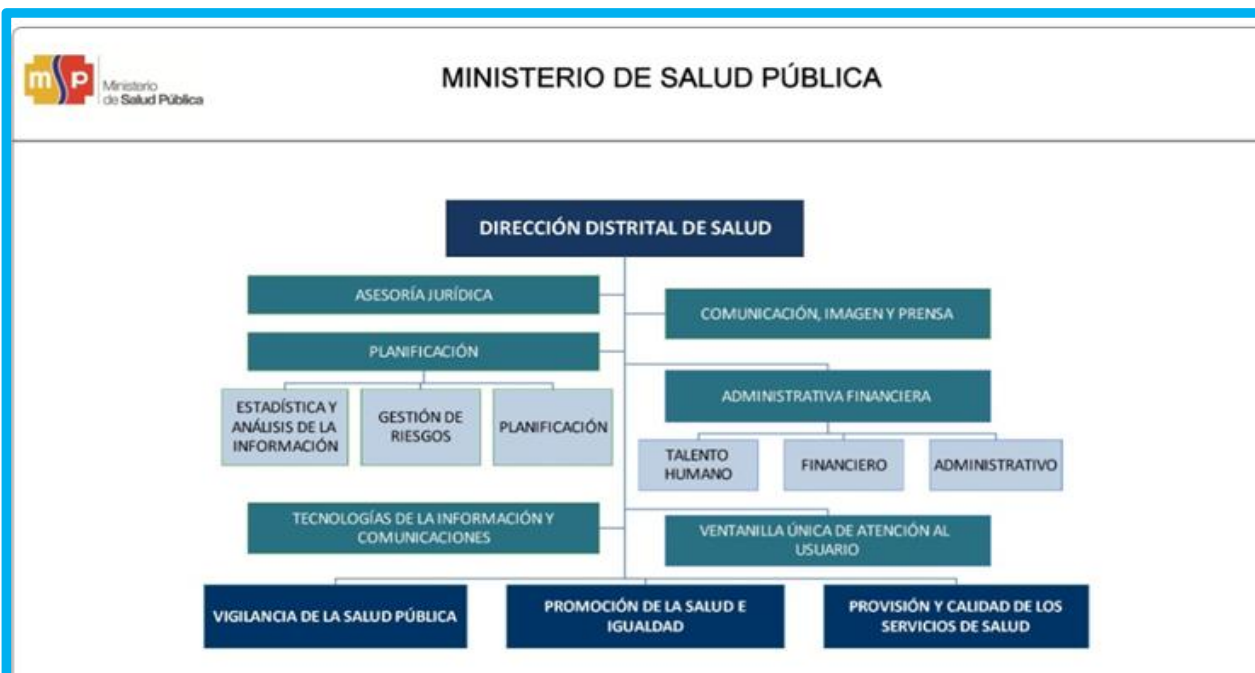 msp
Ministerio
de Salud Pública
MINISTERIO DE SALUD PÚBLICA
DIRECCIÓN DISTRITAL DE SALUD
ASESORÍA JURÍDICA
COMUNICACIÓN, IMAGEN Y PRENSA
PLANIFICACIÓN
ESTADÍSTICA Y
ANÁLISIS DE LA
INFORMACIÓN
GESTIÓN DE
RIESGOS
PLANIFICACIÓN
ADMINISTRATIVA FINANCIERA
TALENTO
HUMANO
FINANCIERO
ADMINISTRATIVO
TECNOLOGÍAS DE LA INFORMACIÓN Y
COMUNICACIONES
VENTANILLA ÚNICA DE ATENCIÓN AL
USUARIO
VIGILANCIA DE LA SALUD PÚBLICA
PROMOCIÓN DE LA SALUD E
IGUALDAD
PROVISIÓN Y CALIDAD DE LOS
SERVICIOS DE SALUD